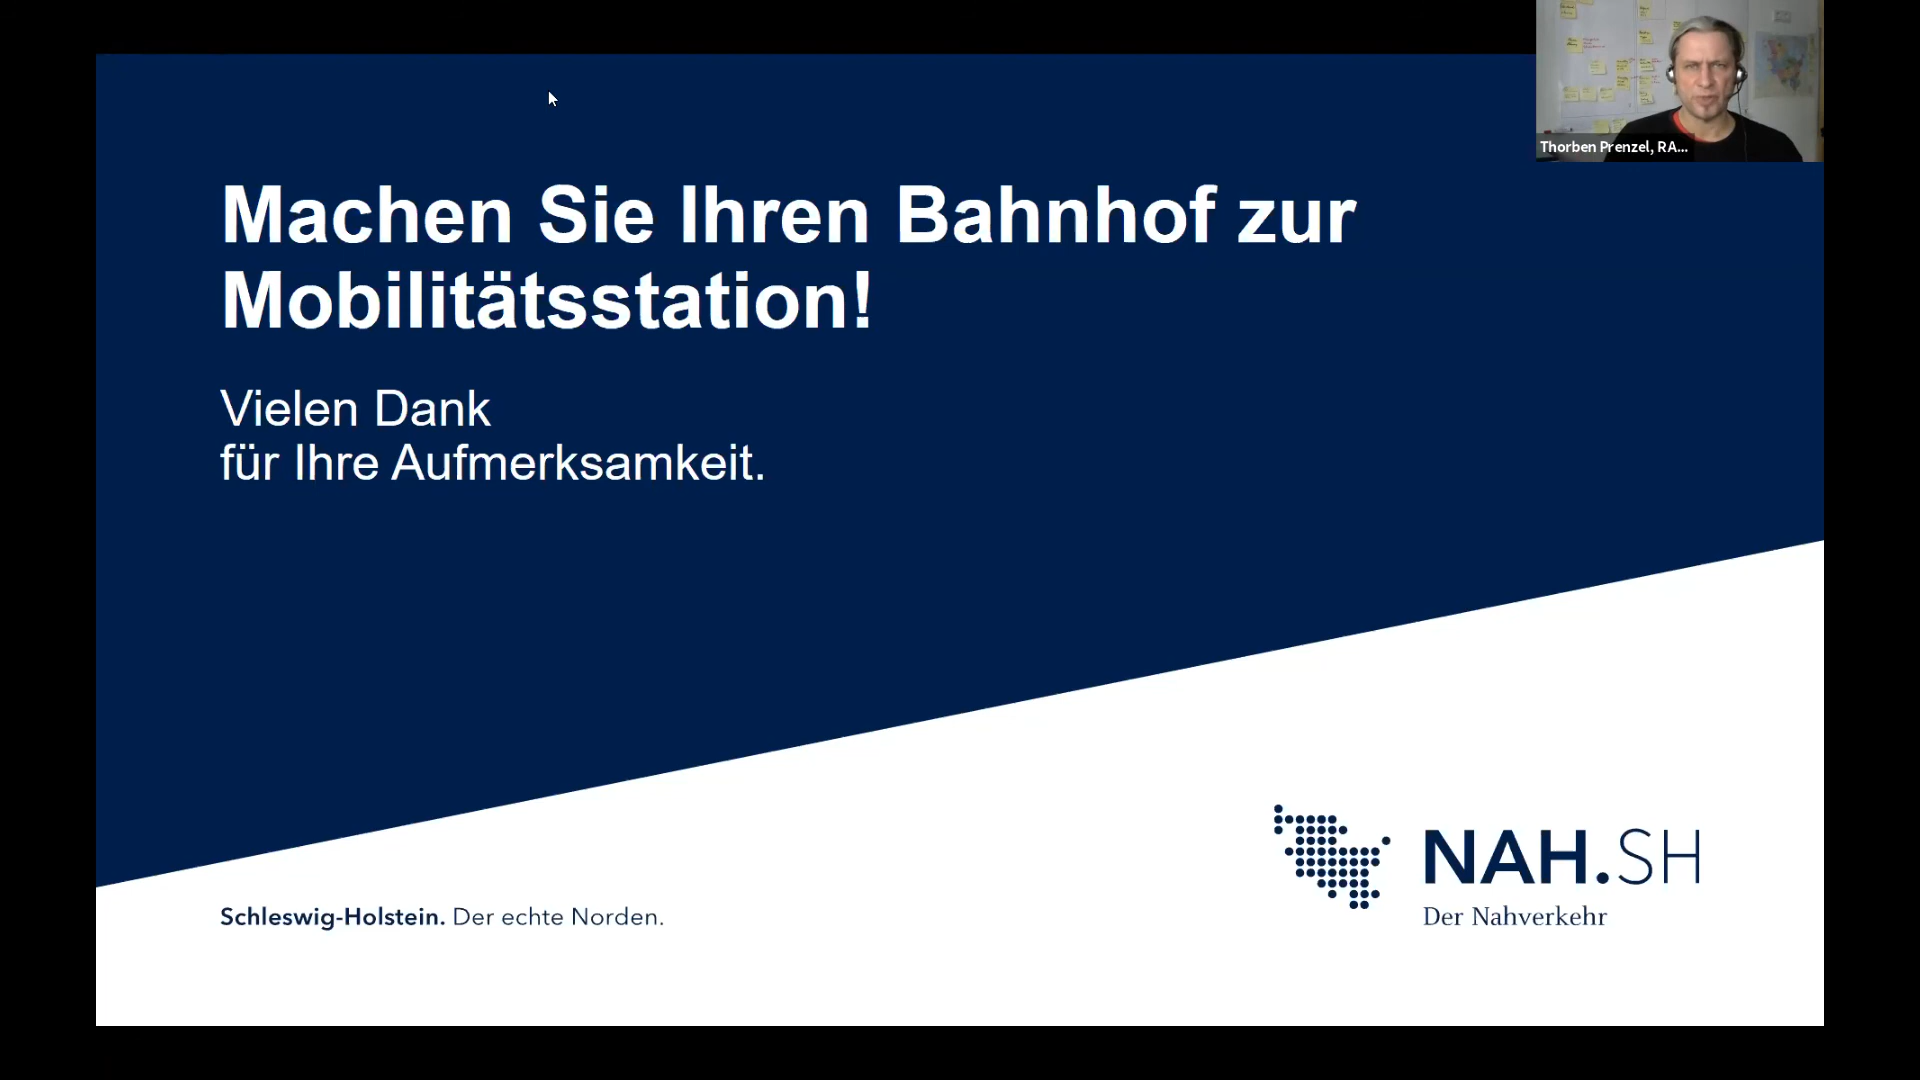 Thorben Prenzel, RA...
Machen Sie Ihren Bahnhof zur
Mobilitätsstation!
Vielen Dank
für Ihre Aufmerksamkeit.
NAH.SH
Der Nahverkehr
Schleswig-Holstein. Der echte Norden.